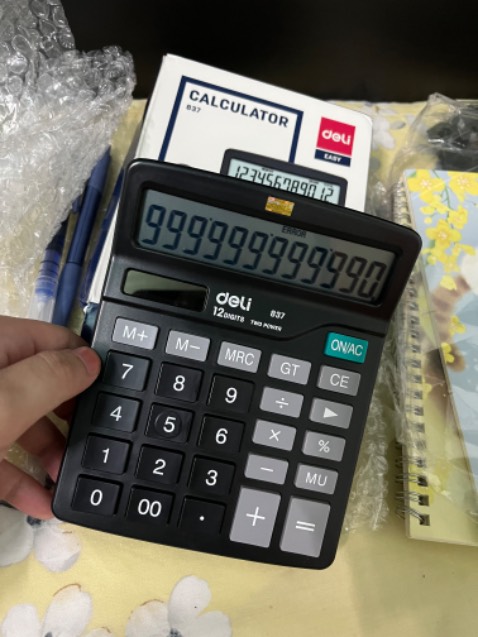 CALCULATOR
837
deli
EASY
123456789012
ERROR
999999999990
deli
837
12 DIGITS TWO POWER
ON/AC
M+ M− MRC GT CE
7 8 9 ÷ ▶
4 5 6 × %
1 2 3 − MU
0 00 . + =